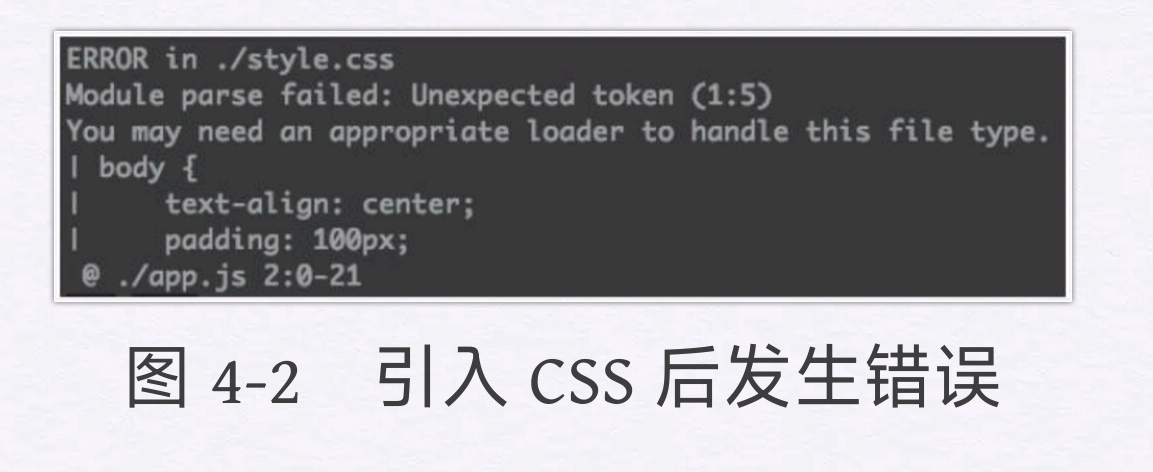 ERROR in ./style.css
Module parse failed: Unexpected token (1:5)
You may need an appropriate loader to handle this file type.
| body {
|     text-align: center;
|     padding: 100px;
 @ ./app.js 2:0-21
图 4-2 引入 CSS 后发生错误